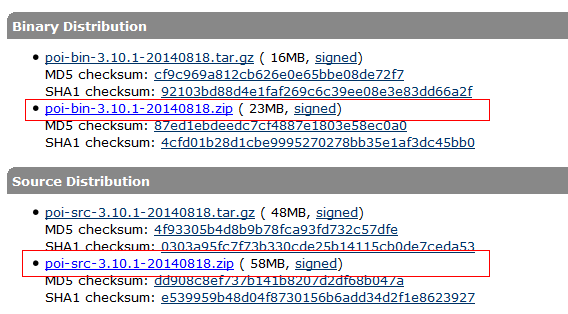 Binary Distribution
poi-bin-3.10.1-20140818.tar.gz ( 16MB, signed)
MD5 checksum: cf9c969a812cb626e0e65bbe08de72f7
SHA1 checksum: 92103bd88d4e1faf269c6c39ee08e3e83dd66a2f
poi-bin-3.10.1-20140818.zip ( 23MB, signed)
MD5 checksum: 87ed1ebdeedc7cf4887e1803e58ec0a0
SHA1 checksum: 4cfd01b28d1cbe9995270278bb35e1af3dc45bb0
Source Distribution
poi-src-3.10.1-20140818.tar.gz ( 48MB, signed)
MD5 checksum: 4f93305b4d8b9b78fca93fd732c57dfe
SHA1 checksum: 0303a95fc7f73b330cde25b14115cb0de7ceda53
poi-src-3.10.1-20140818.zip ( 58MB, signed)
MD5 checksum: dd908c8ef737b141b8207d2df68b047a
SHA1 checksum: e539959b48d04f8730156b6add34d2f1e8623927